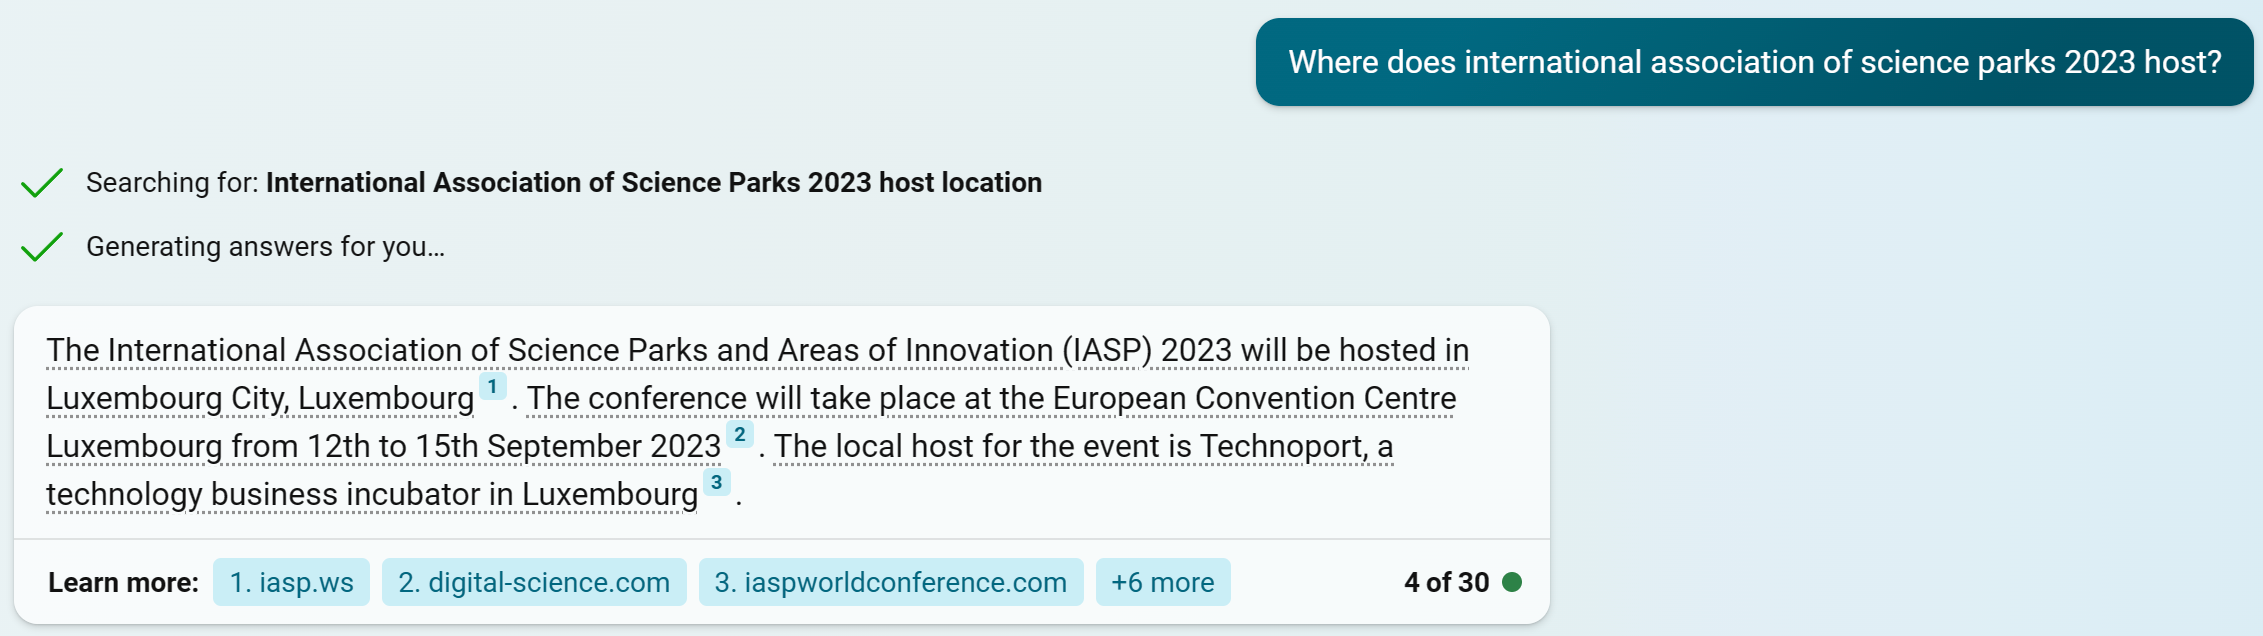 Where does international association of science parks 2023 host?
Searching for: International Association of Science Parks 2023 host location
Generating answers for you…
The International Association of Science Parks and Areas of Innovation (IASP) 2023 will be hosted in
Luxembourg City, Luxembourg 1 . The conference will take place at the European Convention Centre
Luxembourg from 12th to 15th September 2023 2 . The local host for the event is Technoport, a
technology business incubator in Luxembourg 3 .
Learn more: 1. iasp.ws 2. digital-science.com 3. iaspworldconference.com +6 more 4 of 30